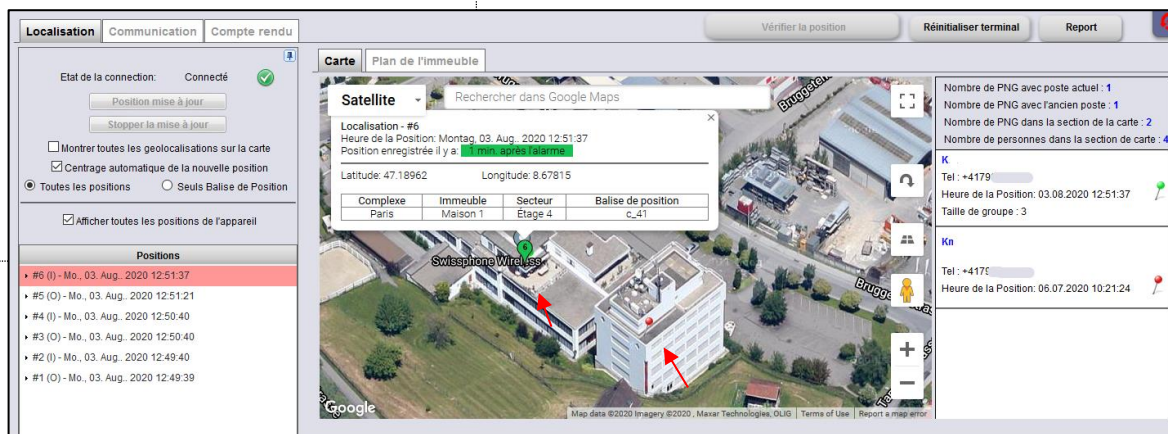 Localisation Communication Compte rendu
Vérifier la position Réinitialiser terminal Report
Etat de la connection: Connecté
Position mise à jour
Stopper la mise à jour
Montrer toutes les geolocalisations sur la carte
Centrage automatique de la nouvelle position
Toutes les positions Seuls Balise de Position
Afficher toutes les positions de l'appareil
Positions
#6 (I) - Mo., 03. Aug.. 2020 12:51:37
#5 (O) - Mo., 03. Aug.. 2020 12:51:21
#4 (I) - Mo., 03. Aug.. 2020 12:50:40
#3 (O) - Mo., 03. Aug.. 2020 12:50:40
#2 (I) - Mo., 03. Aug.. 2020 12:49:40
#1 (O) - Mo., 03. Aug.. 2020 12:49:39
Carte Plan de l'immeuble
Satellite Rechercher dans Google Maps
Localisation - #6
Heure de la Position: Montag, 03. Aug.. 2020 12:51:37
Position enregistrée il y a: 1 min. après l'alarme
Latitude: 47.18962 Longitude: 8.67815
Complexe Immeuble Secteur Balise de position
Paris Maison 1 Étage 4 c_41
6
Swissphone Wireless
Google
Map data ©2020 Imagery ©2020 , Maxar Technologies, OLIG Terms of Use Report a map error
Nombre de PNG avec poste actuel : 1
Nombre de PNG avec l'ancien poste : 1
Nombre de PNG dans la section de la carte : 2
Nombre de personnes dans la section de carte : 4
K
Tel : +4179
Heure de la Position: 03.08.2020 12:51:37
Taille de groupe : 3
Kn
Tel : +417
Heure de la Position: 06.07.2020 10:21:24